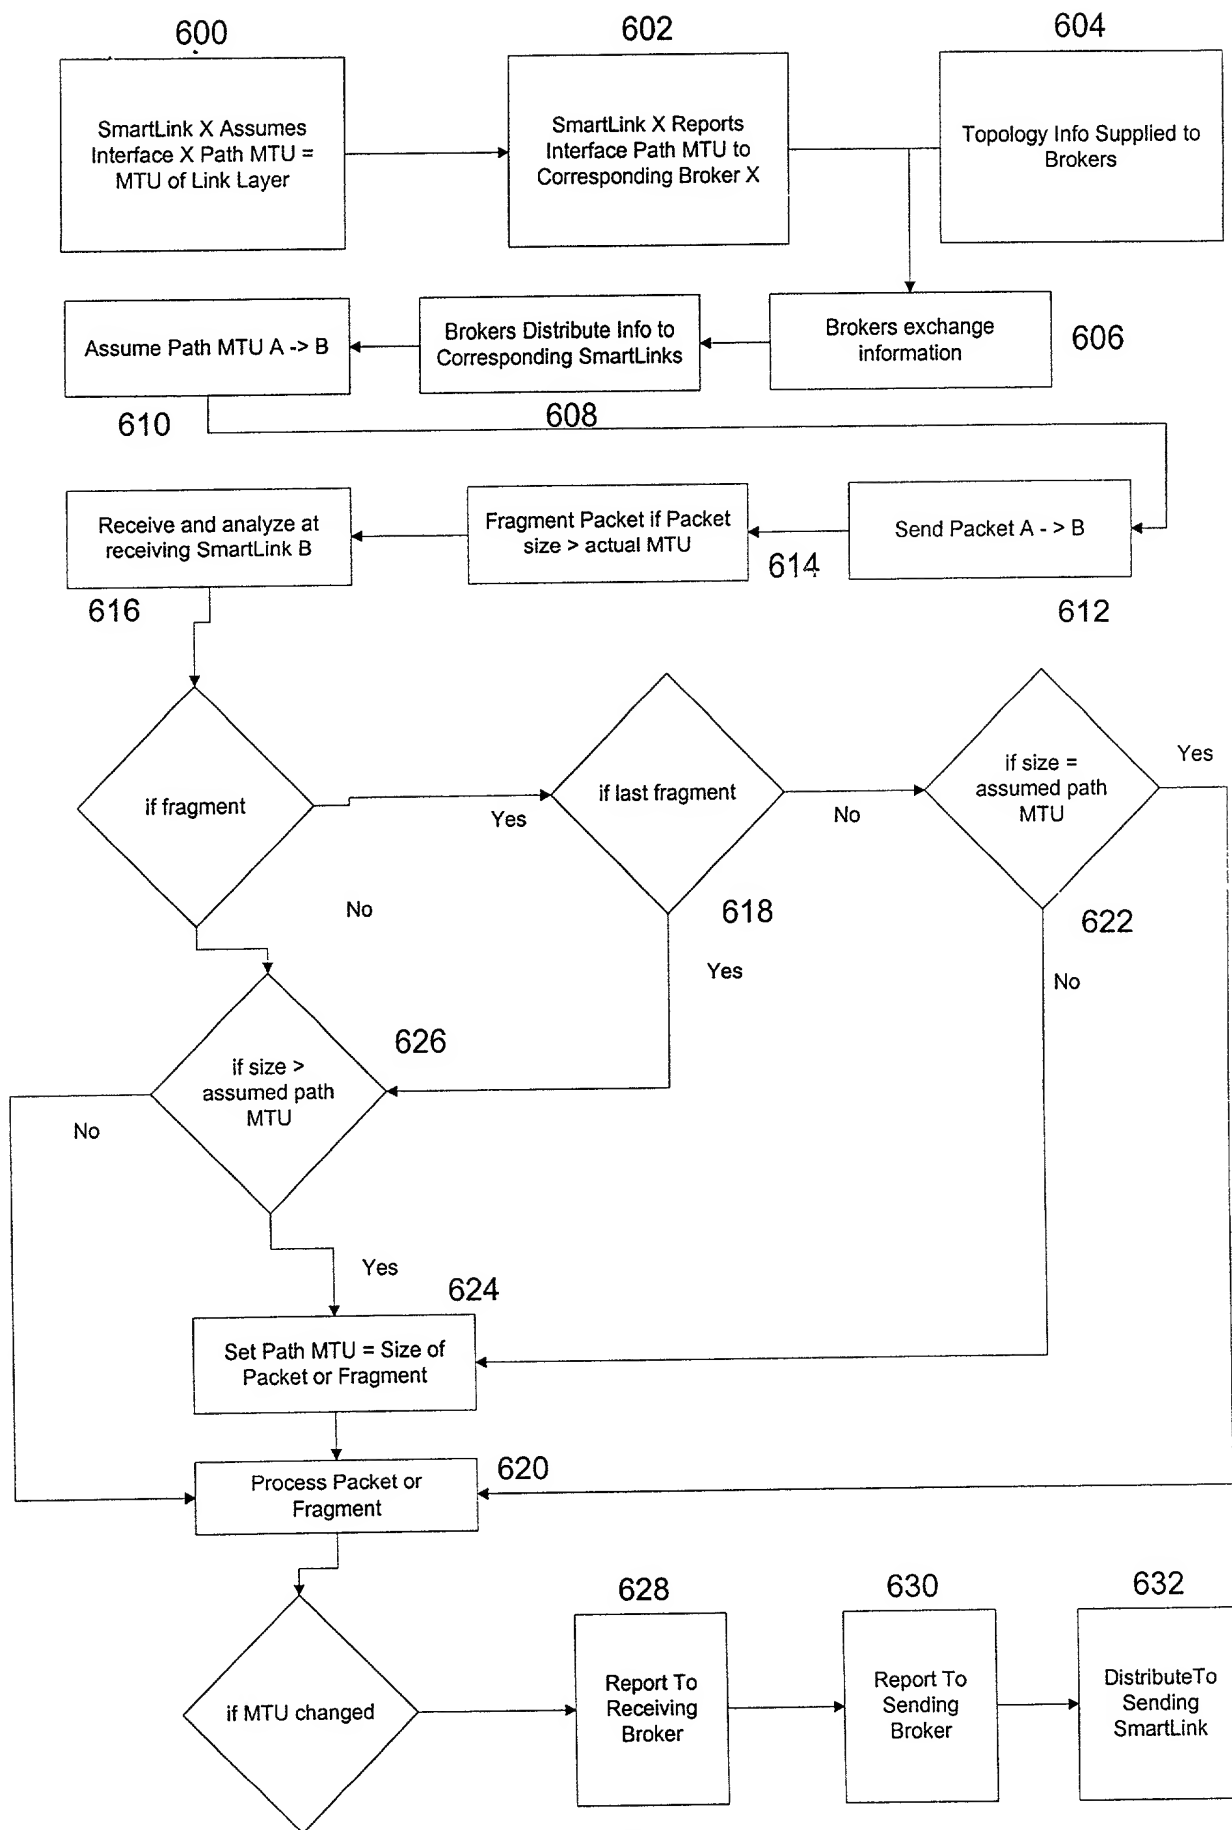 600
602
604
SmartLink X Assumes
Interface X Path MTU =
MTU of Link Layer
SmartLink X Reports
Interface Path MTU to
Corresponding Broker X
Topology Info Supplied to
Brokers
Assume Path MTU A -> B
Brokers Distribute Info to
Corresponding SmartLinks
Brokers exchange
information
606
610
608
Receive and analyze at
receiving SmartLink B
Fragment Packet if Packet
size > actual MTU
614
Send Packet A - > B
616
612
if fragment
Yes
if last fragment
No
if size =
assumed path
MTU
Yes
No
618
622
Yes
No
626
if size >
assumed path
MTU
No
Yes
624
Set Path MTU = Size of
Packet or Fragment
620
Process Packet or
Fragment
628
630
632
if MTU changed
Report To
Receiving
Broker
Report To
Sending
Broker
DistributeTo
Sending
SmartLink